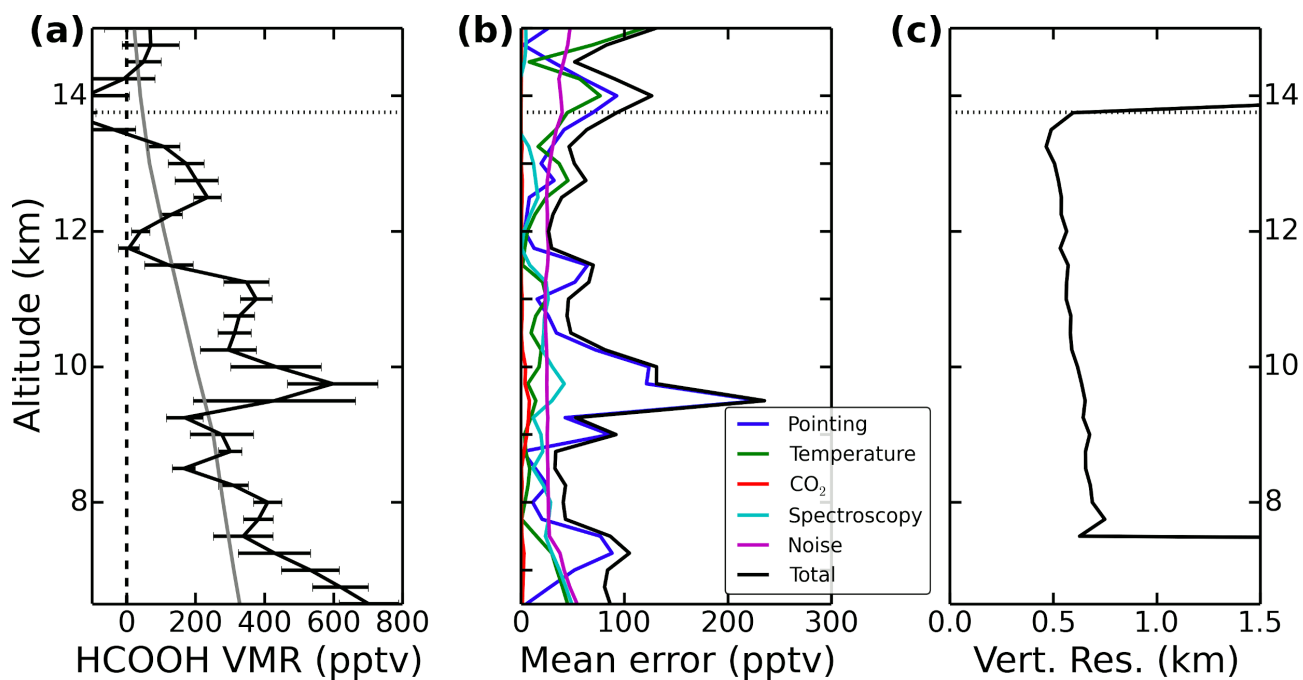 (a)
(b)
(c)
Altitude (km)
14
12
10
8
0 200 400 600 800
HCOOH VMR (pptv)
0 100 200 300
Mean error (pptv)
Pointing
Temperature
CO₂
Spectroscopy
Noise
Total
14
12
10
8
0.0 0.5 1.0 1.5
Vert. Res. (km)